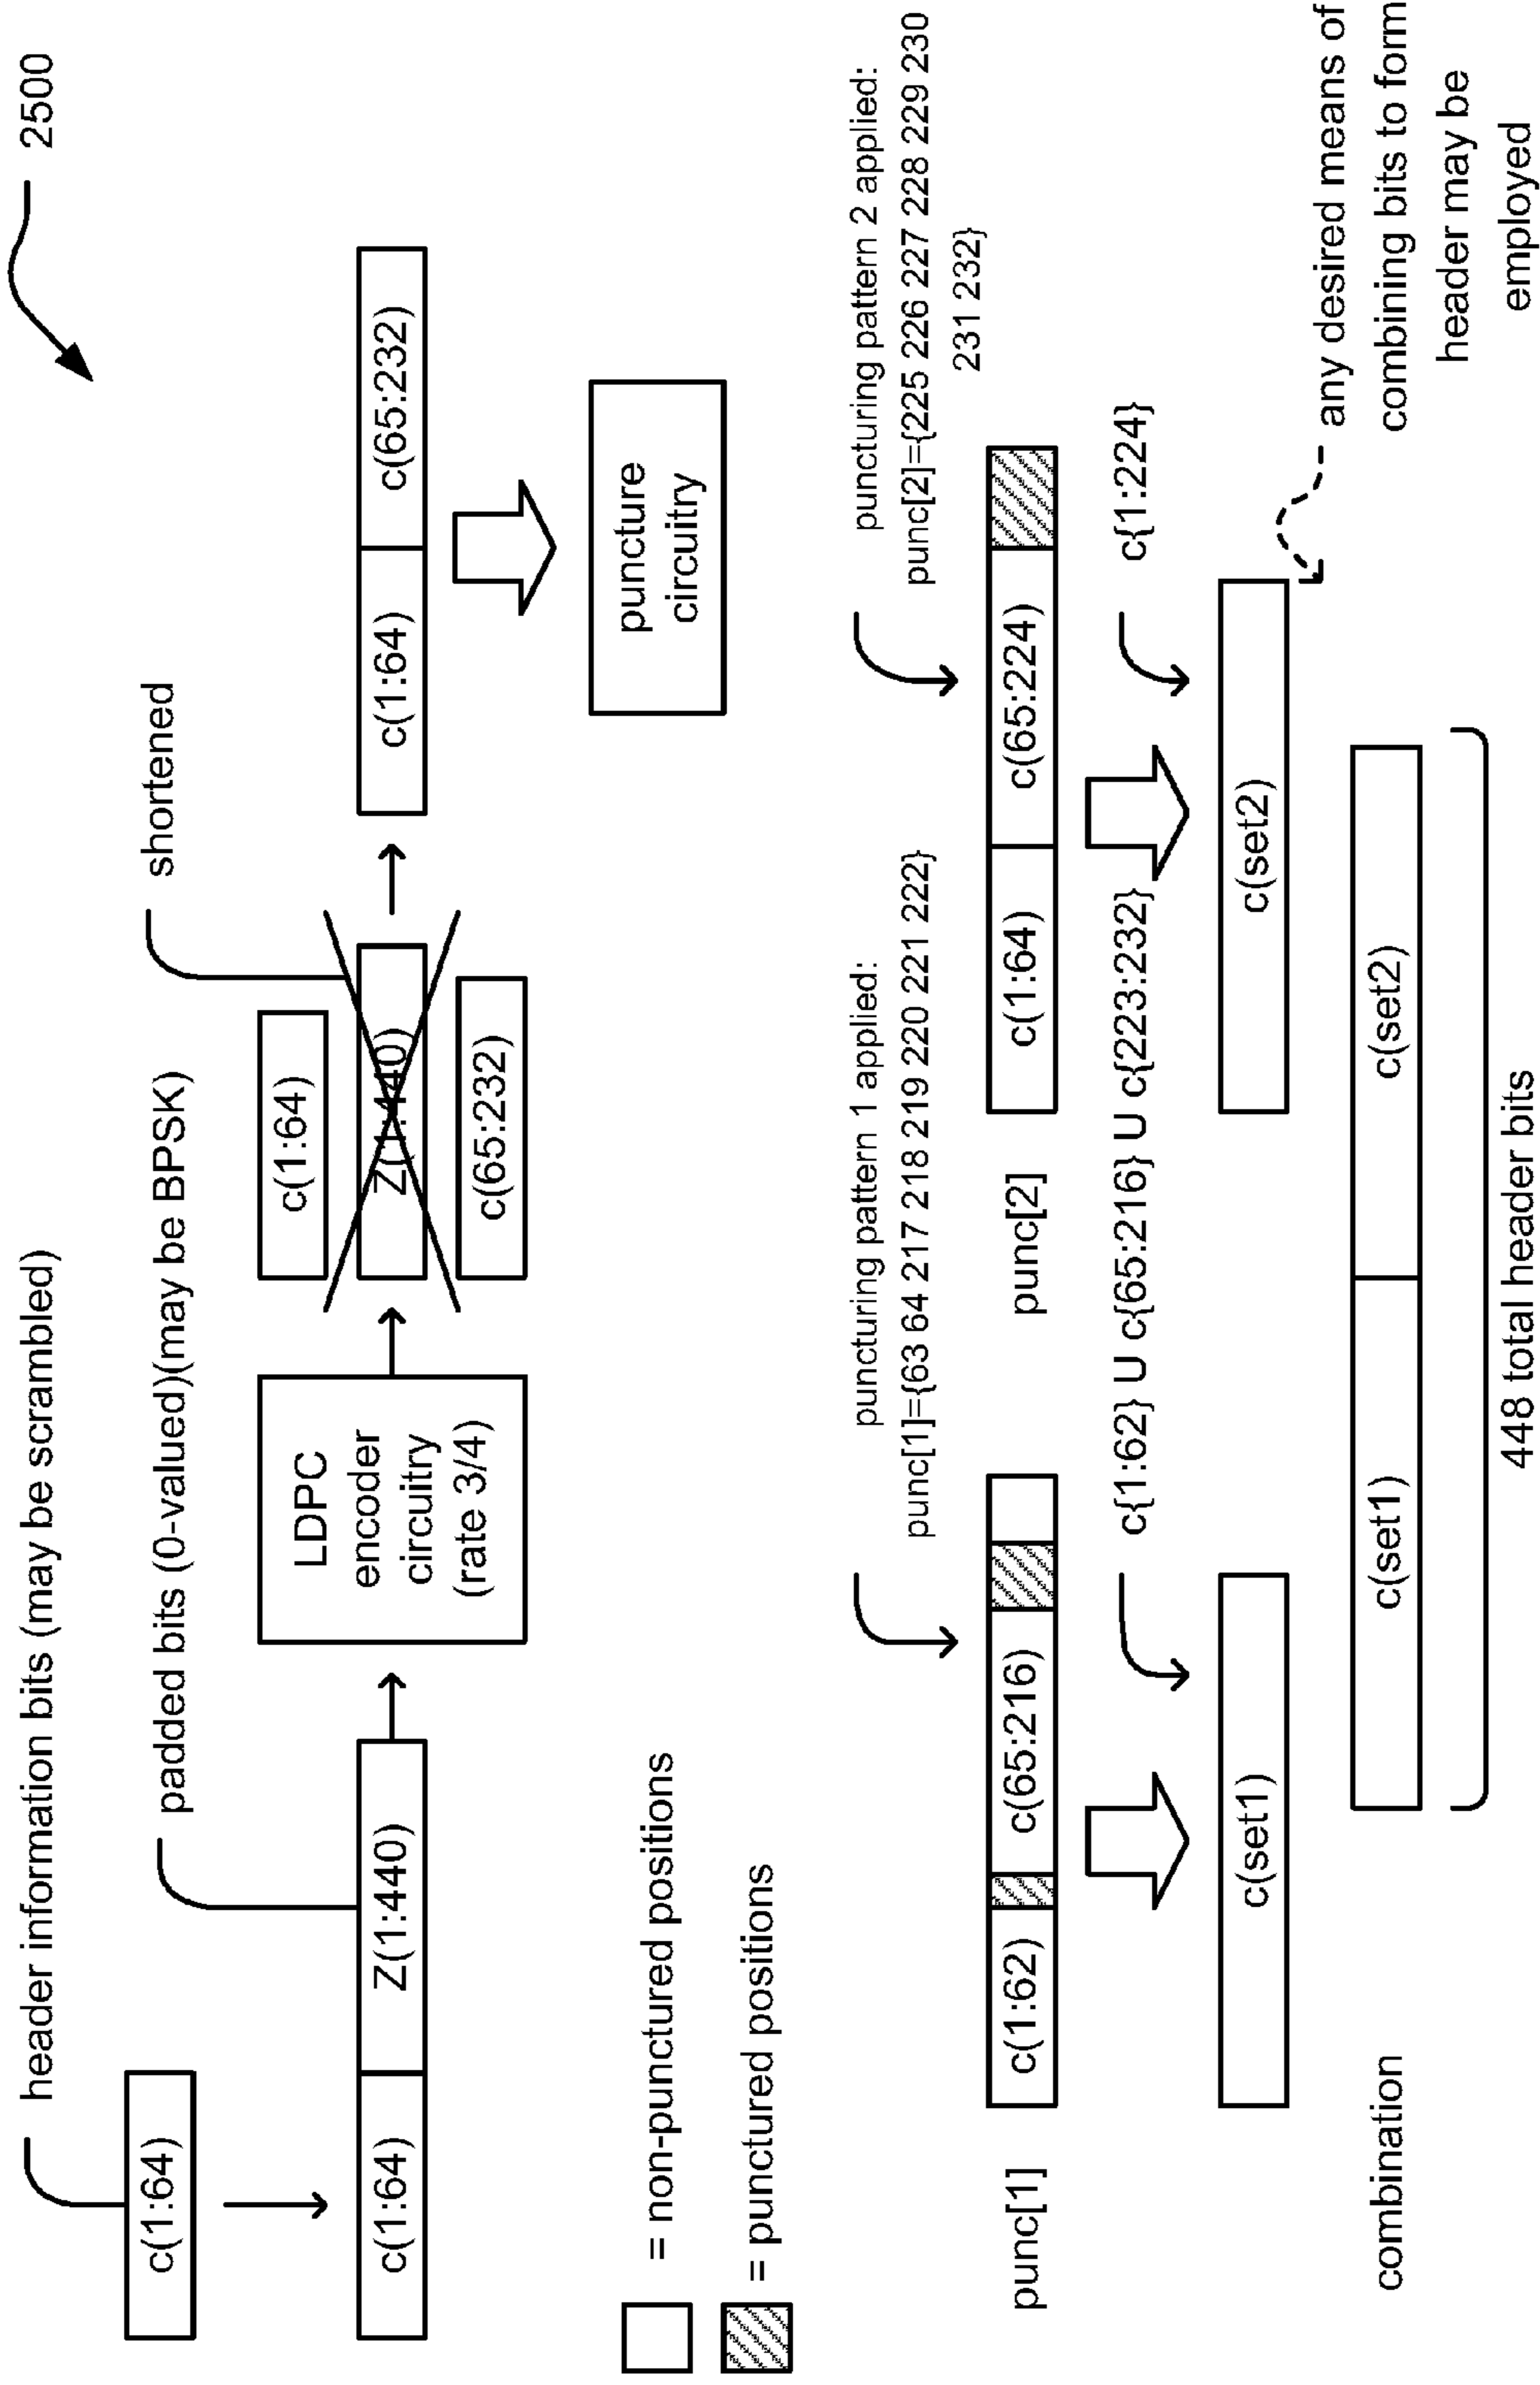 2500
header information bits (may be scrambled)
padded bits (0-valued)(may be BPSK)
shortened
c(1:64)
c(1:64)
Z(1:440)
LDPC
encoder
circuitry
(rate 3/4)
c(1:64)
Z(1:440)
c(65:232)
c(1:64)
c(65:232)
puncture
circuitry
= non-punctured positions
= punctured positions
puncturing pattern 1 applied:
punc[1]={63 64 217 218 219 220 221 222}
punc[1]
c(1:62)
c(65:216)
c{1:62} U c{65:216} U c{223:232}
c(set1)
puncturing pattern 2 applied:
punc[2]={225 226 227 228 229 230
231 232}
punc[2]
c(1:64)
c(65:224)
c{1:224}
c(set2)
any desired means of
combining bits to form
header may be
employed
combination
c(set1)
c(set2)
448 total header bits